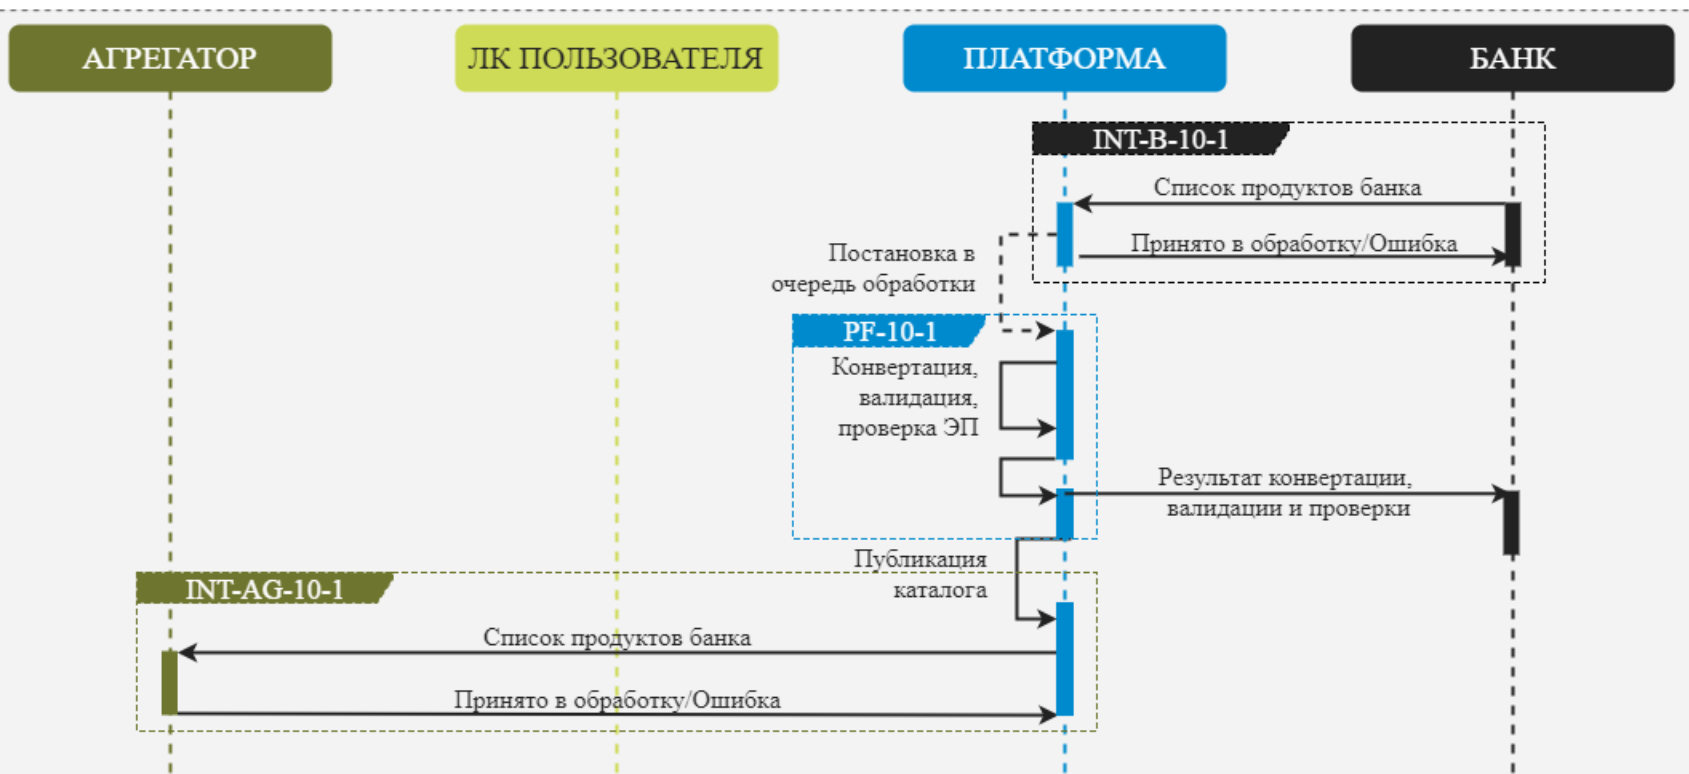 АГРЕГАТОР
ЛК ПОЛЬЗОВАТЕЛЯ
ПЛАТФОРМА
БАНК
INT-B-10-1
Список продуктов банка
Принято в обработку/Ошибка
Постановка в
очередь обработки
PF-10-1
Конвертация,
валидация,
проверка ЭП
Результат конвертации,
валидации и проверки
Публикация
каталога
INT-AG-10-1
Список продуктов банка
Принято в обработку/Ошибка